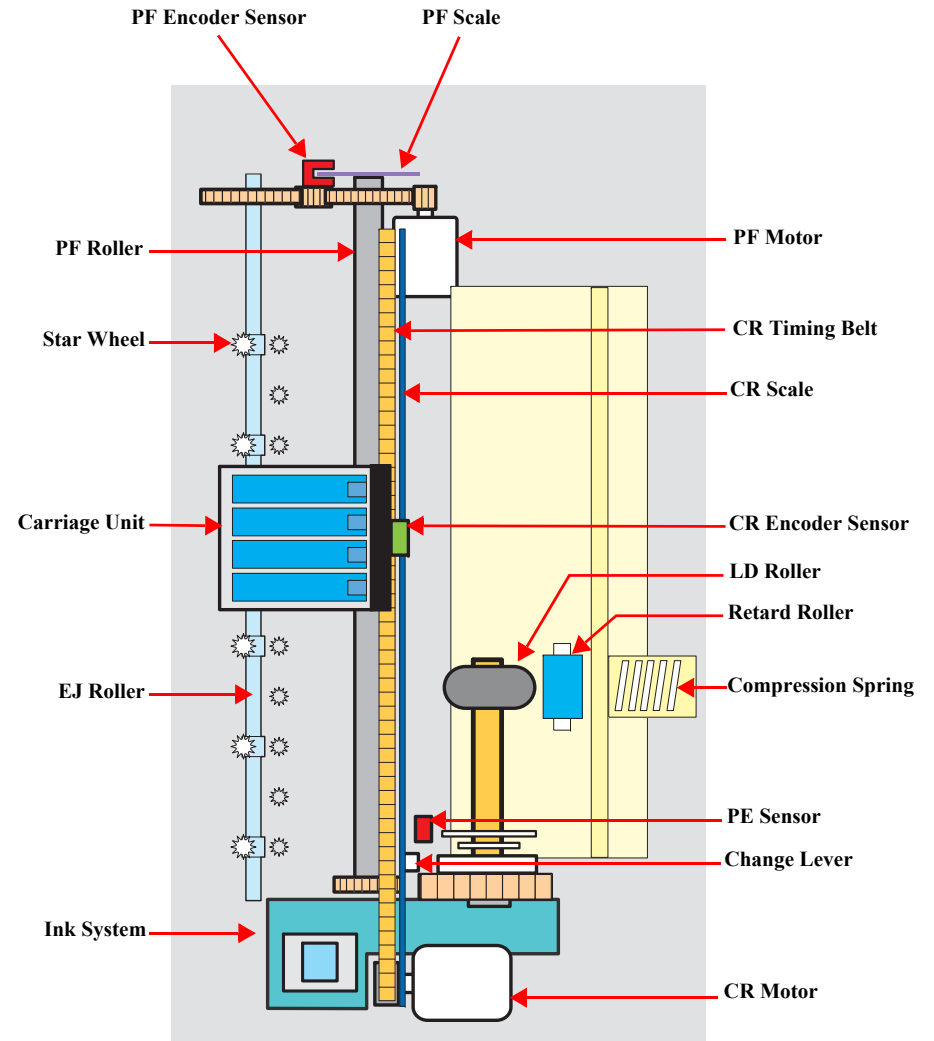 PF Encoder Sensor
PF Scale
PF Roller
PF Motor
Star Wheel
CR Timing Belt
CR Scale
Carriage Unit
CR Encoder Sensor
LD Roller
Retard Roller
EJ Roller
Compression Spring
PE Sensor
Change Lever
Ink System
CR Motor